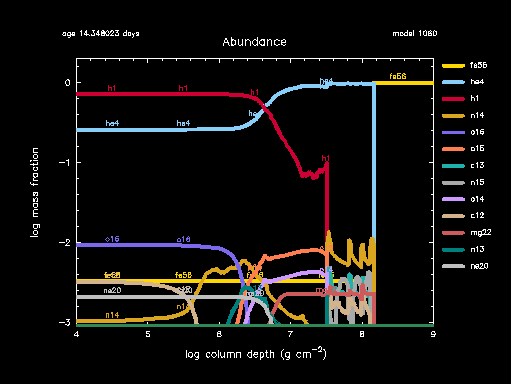 age 14.348023 days
model 1060
Abundance
log mass fraction
0
−1
−2
−3
h1
h1
h1
he4
he4
he4
h1
fe56
o16
o16
fe56
fe56
ne20
n14
n14
4
5
6
7
8
9
log column depth (g cm⁻²)
fe56
he4
h1
n14
o16
o15
c13
n15
o14
c12
mg22
n13
ne20